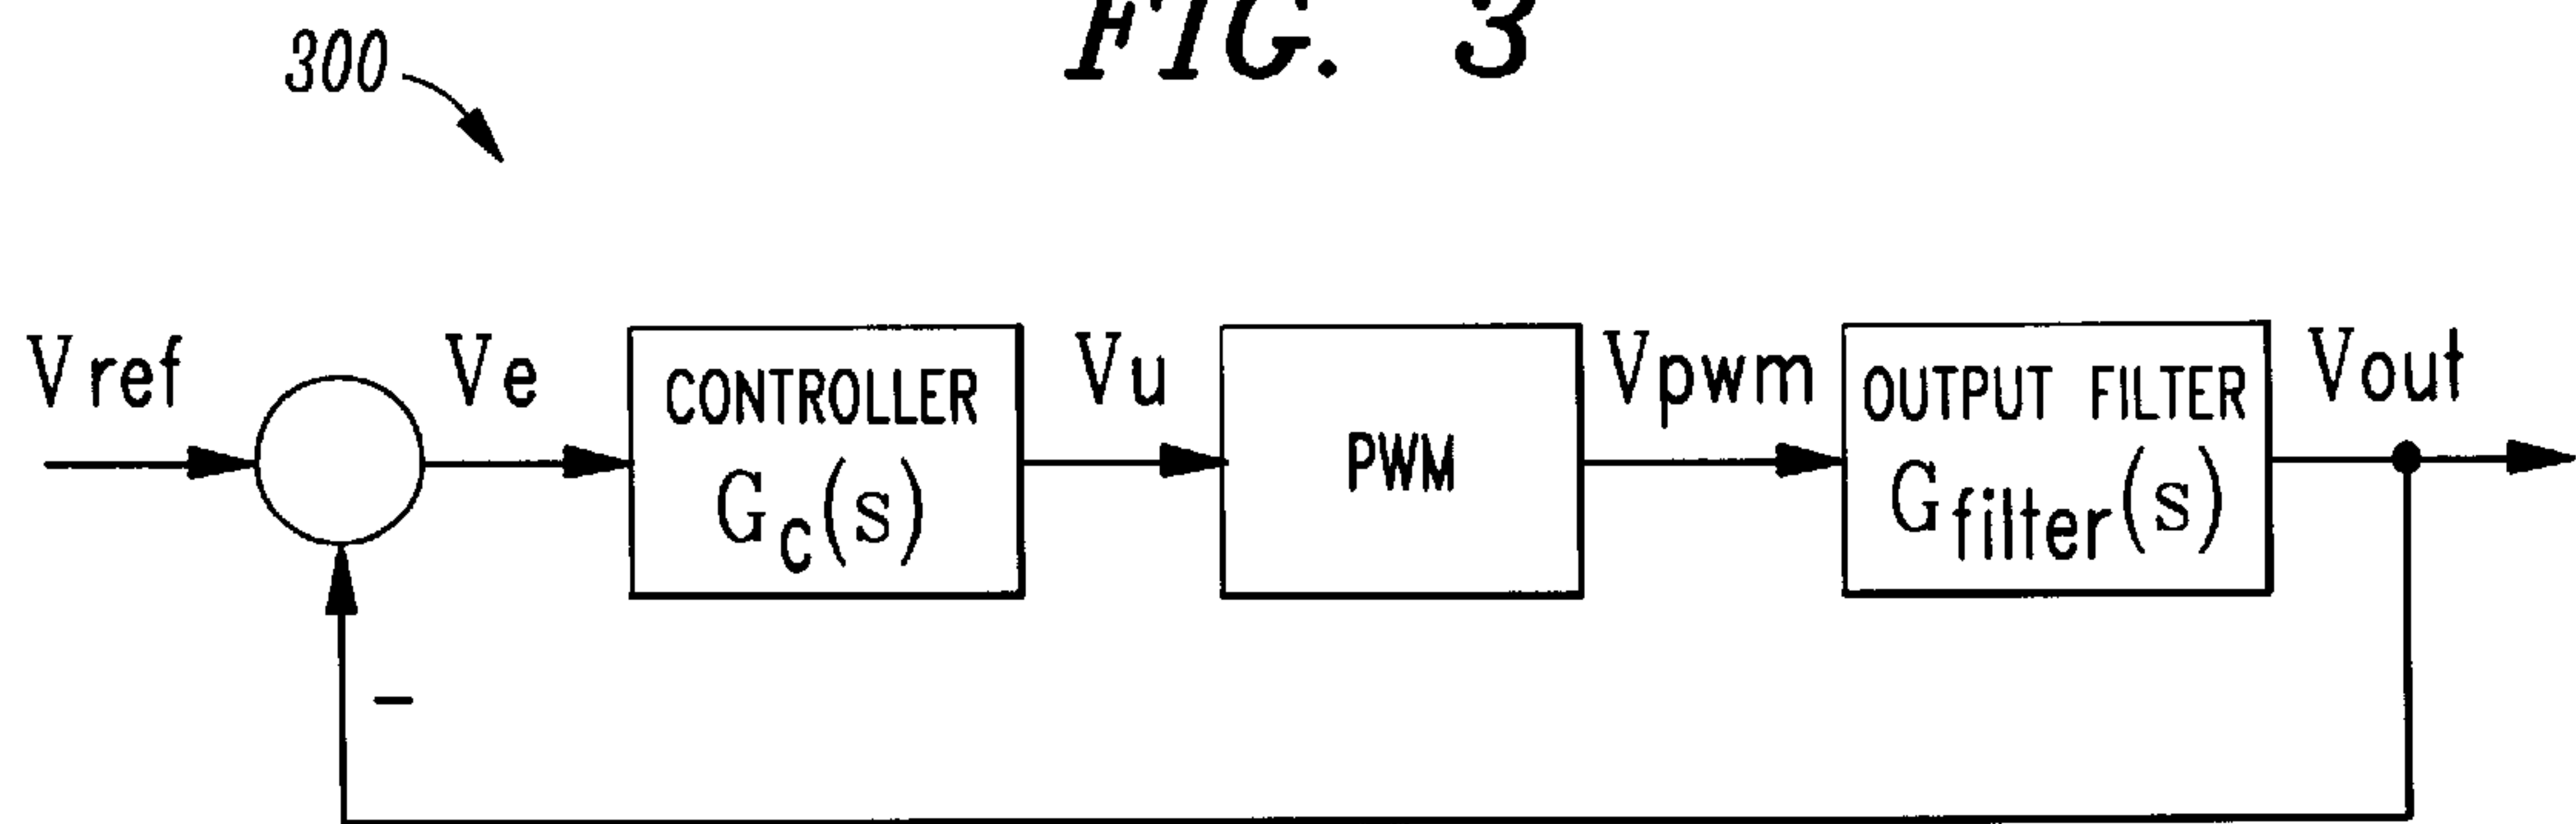 FIG. 3
300
Vref
Ve
CONTROLLER
Gc(s)
Vu
PWM
Vpwm
OUTPUT FILTER
Gfilter(s)
Vout
-